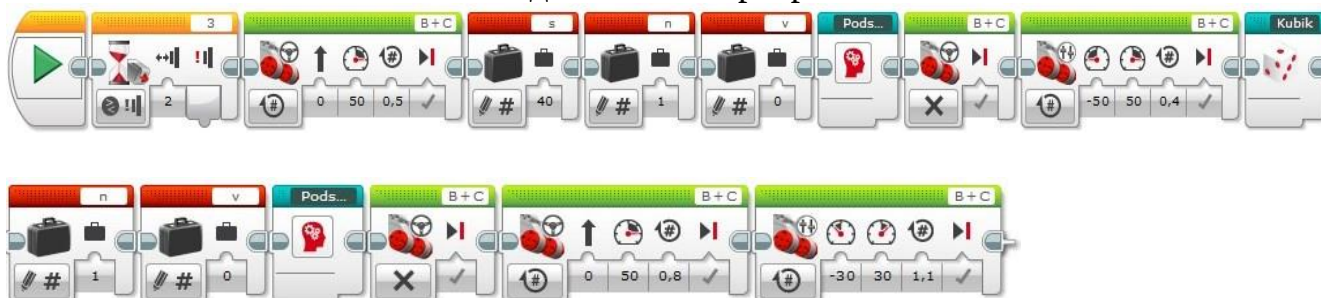 3 B+C s n v Pods... B+C B+C Kubik
2 0 50 0,5 # 40 # 1 # 0 -50 50 0,4
n v Pods... B+C B+C B+C
# 1 # 0 0 50 0,8 -30 30 1,1